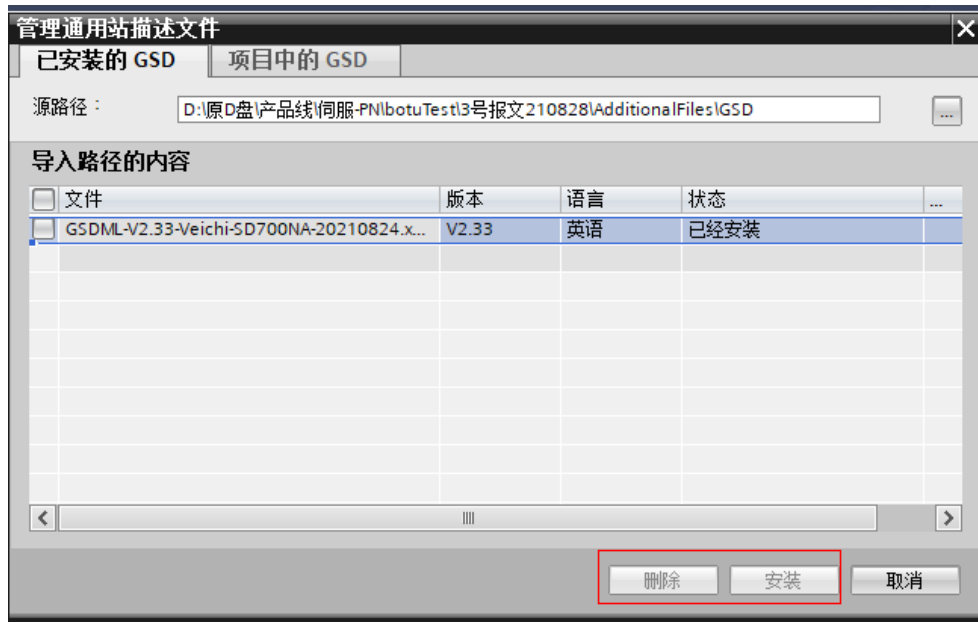 管理通用站描述文件
已安装的 GSD 项目中的 GSD
源路径： D:\原D盘\产品线\伺服-PN\botuTest\3号报文210828\AdditionalFiles\GSD ...
导入路径的内容
文件 版本 语言 状态 ...
GSDML-V2.33-Veichi-SD700NA-20210824.x... V2.33 英语 已经安装
删除 安装 取消